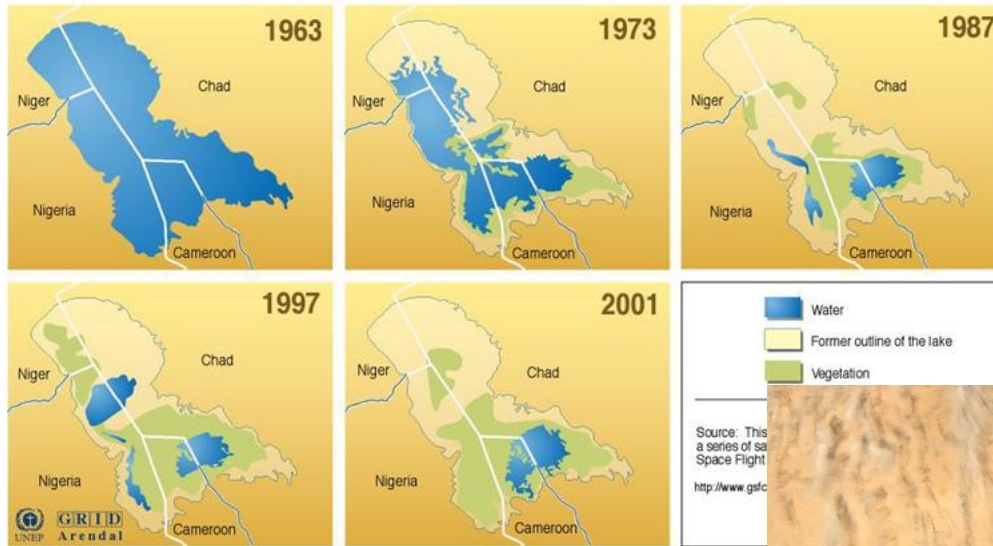 1963
Chad
Niger
Nigeria
Cameroon
1973
Chad
Niger
Nigeria
Cameroon
1987
Chad
Niger
Nigeria
Cameroon
1997
Chad
Niger
Nigeria
Cameroon
UNEP
GRID
Arendal
2001
Chad
Niger
Nigeria
Cameroon
Water
Former outline of the lake
Vegetation
Source: This
a series of
Space Flight
http://www.gsfc